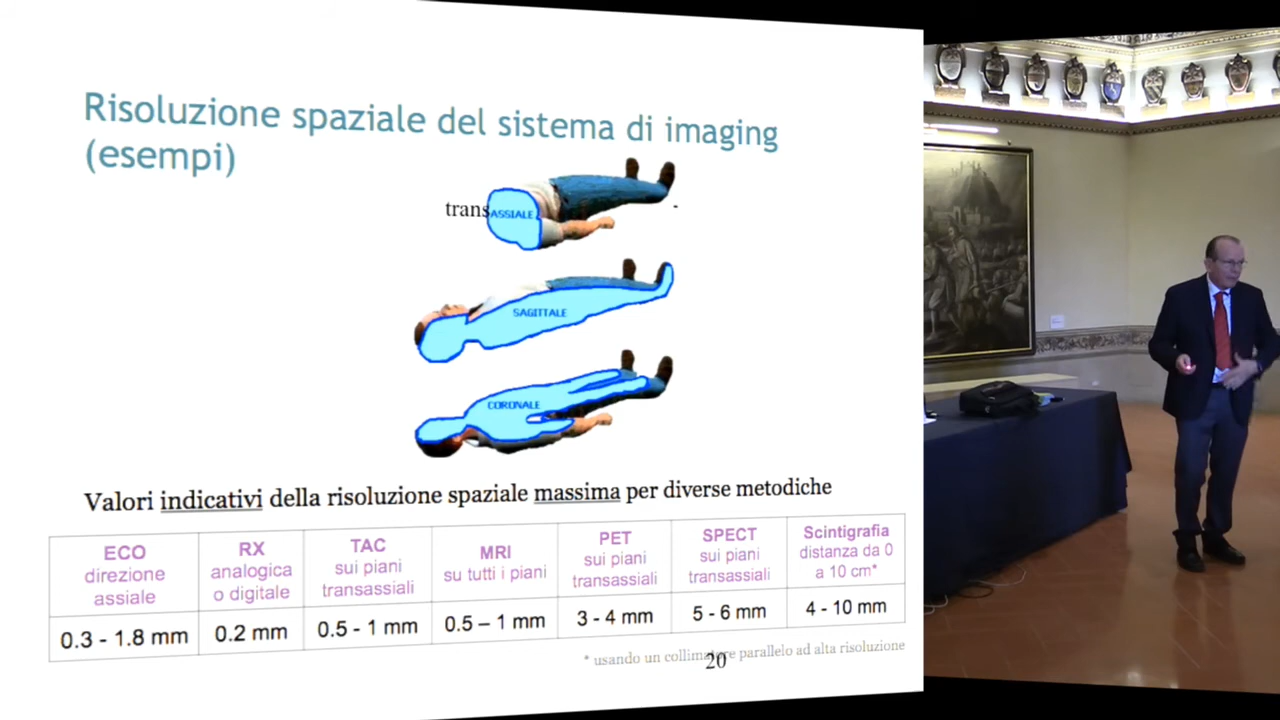 Risoluzione spaziale del sistema di imaging
(esempi)
transASSIALE
SAGITTALE
CORONALE
Valori indicativi della risoluzione spaziale massima per diverse metodiche
ECO
direzione
assiale
RX
analogica
o digitale
TAC
sui piani
transassiali
MRI
su tutti i piani
PET
sui piani
transassiali
SPECT
sui piani
transassiali
Scintigrafia
distanza da 0
a 10 cm*
0.3 - 1.8 mm
0.2 mm
0.5 - 1 mm
0.5 – 1 mm
3 - 4 mm
5 - 6 mm
4 - 10 mm
* usando un collimatore parallelo ad alta risoluzione
20